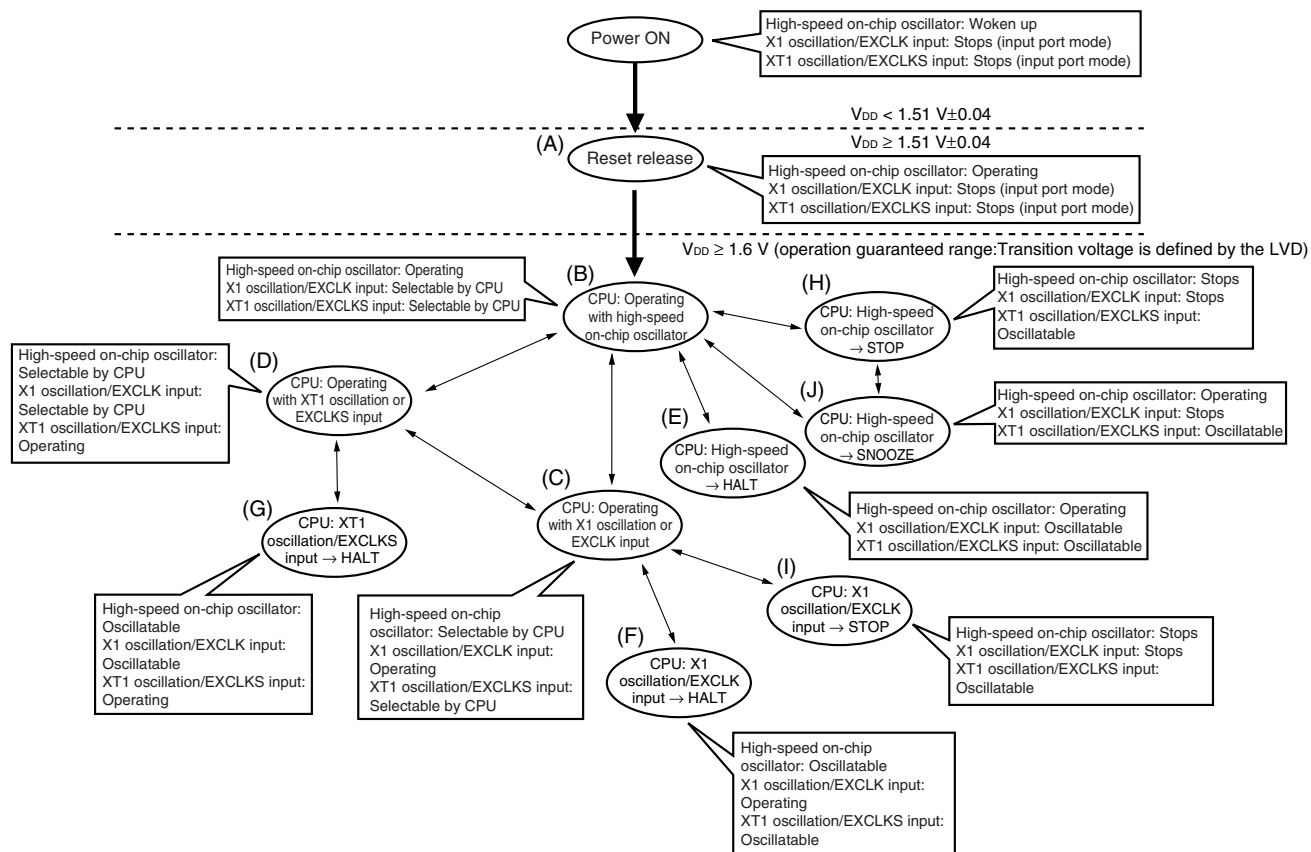 Power ON
High-speed on-chip oscillator: Woken up
X1 oscillation/EXCLK input: Stops (input port mode)
XT1 oscillation/EXCLKS input: Stops (input port mode)
VDD < 1.51 V±0.04
VDD ≥ 1.51 V±0.04
(A)
Reset release
High-speed on-chip oscillator: Operating
X1 oscillation/EXCLK input: Stops (input port mode)
XT1 oscillation/EXCLKS input: Stops (input port mode)
VDD ≥ 1.6 V (operation guaranteed range:Transition voltage is defined by the LVD)
High-speed on-chip oscillator: Operating
X1 oscillation/EXCLK input: Selectable by CPU
XT1 oscillation/EXCLKS input: Selectable by CPU
(B)
CPU: Operating
with high-speed
on-chip oscillator
(H)
CPU: High-speed
on-chip oscillator
→ STOP
High-speed on-chip oscillator: Stops
X1 oscillation/EXCLK input: Stops
XT1 oscillation/EXCLKS input:
Oscillatable
High-speed on-chip oscillator:
Selectable by CPU
X1 oscillation/EXCLK input:
Selectable by CPU
XT1 oscillation/EXCLKS input:
Operating
(D)
CPU: Operating
with XT1 oscillation or
EXCLKS input
(J)
CPU: High-speed
on-chip oscillator
→ SNOOZE
High-speed on-chip oscillator: Operating
X1 oscillation/EXCLK input: Stops
XT1 oscillation/EXCLKS input: Oscillatable
(E)
CPU: High-speed
on-chip oscillator
→ HALT
High-speed on-chip oscillator: Operating
X1 oscillation/EXCLK input: Oscillatable
XT1 oscillation/EXCLKS input: Oscillatable
(C)
CPU: Operating
with X1 oscillation or
EXCLK input
(G)
CPU: XT1
oscillation/EXCLKS
input → HALT
High-speed on-chip oscillator:
Oscillatable
X1 oscillation/EXCLK input:
Oscillatable
XT1 oscillation/EXCLKS input:
Operating
High-speed on-chip
oscillator: Selectable by CPU
X1 oscillation/EXCLK input:
Operating
XT1 oscillation/EXCLKS input:
Selectable by CPU
(I)
CPU: X1
oscillation/EXCLK
input → STOP
High-speed on-chip oscillator: Stops
X1 oscillation/EXCLK input: Stops
XT1 oscillation/EXCLKS input:
Oscillatable
(F)
CPU: X1
oscillation/EXCLK
input → HALT
High-speed on-chip
oscillator: Oscillatable
X1 oscillation/EXCLK input:
Operating
XT1 oscillation/EXCLKS input:
Oscillatable